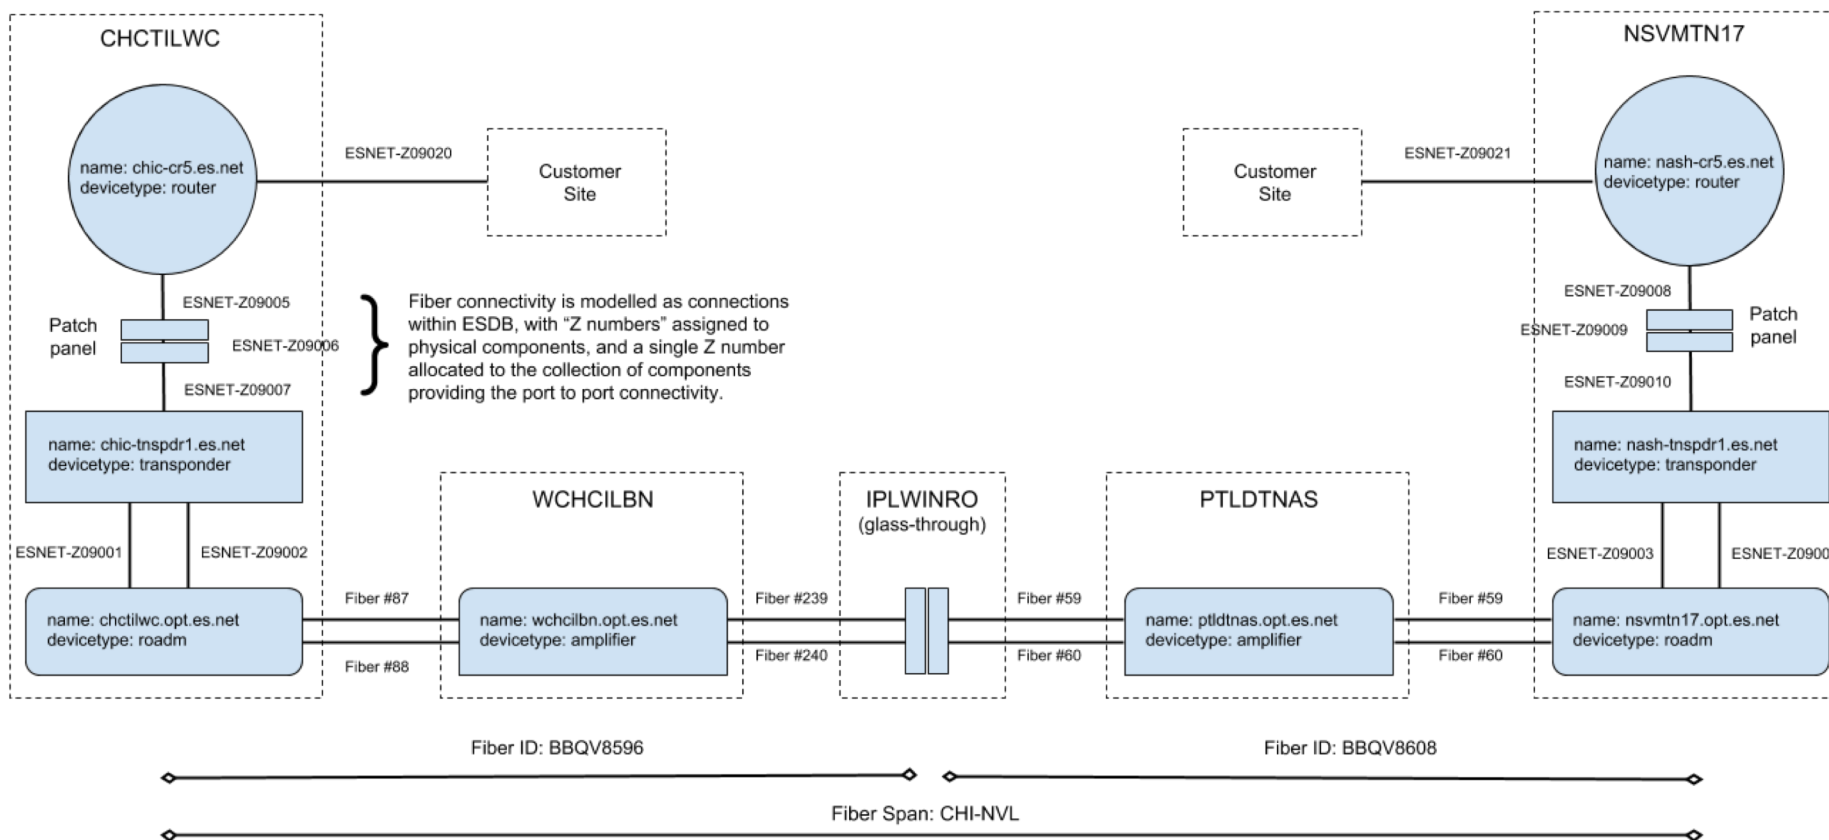 CHCTILWC
NSVMTN17
name: chic-cr5.es.net
devicetype: router
ESNET-Z09020
Customer
Site
Customer
Site
ESNET-Z09021
name: nash-cr5.es.net
devicetype: router
ESNET-Z09005
Patch
panel
ESNET-Z09006
ESNET-Z09007
Fiber connectivity is modelled as connections
within ESDB, with “Z numbers” assigned to
physical components, and a single Z number
allocated to the collection of components
providing the port to port connectivity.
ESNET-Z09008
ESNET-Z09009
Patch
panel
ESNET-Z09010
name: chic-tnspdr1.es.net
devicetype: transponder
name: nash-tnspdr1.es.net
devicetype: transponder
WCHCILBN
IPLWINRO
(glass-through)
PTLDTNAS
ESNET-Z09001
ESNET-Z09002
ESNET-Z09003
ESNET-Z0900
name: chctilwc.opt.es.net
devicetype: roadm
Fiber #87
Fiber #88
name: wchcilbn.opt.es.net
devicetype: amplifier
Fiber #239
Fiber #240
Fiber #59
Fiber #60
name: ptldtnas.opt.es.net
devicetype: amplifier
Fiber #59
Fiber #60
name: nsvmtn17.opt.es.net
devicetype: roadm
Fiber ID: BBQV8596
Fiber ID: BBQV8608
Fiber Span: CHI-NVL